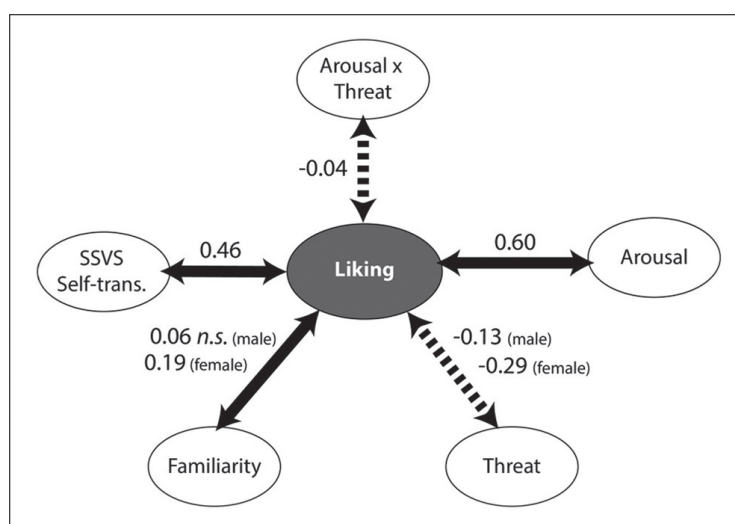 Arousal x
Threat
-0.04
SSVS
Self-trans.
0.46
Liking
0.60
Arousal
0.06 n.s. (male)
0.19 (female)
-0.13 (male)
-0.29 (female)
Familiarity
Threat